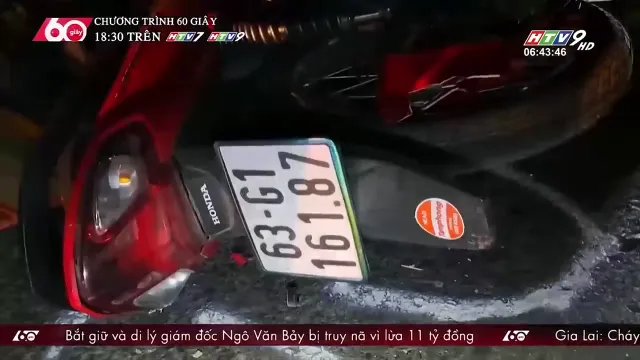 60 giây
CHƯƠNG TRÌNH 60 GIÂY
18:30 TRÊN HTV7 HTV9
HTV9 HD
06:43:46
HONDA
63-G1
161.87
60 Bắt giữ và di lý giám đốc Ngô Văn Bảy bị truy nã vì lừa 11 tỷ đồng 60 Gia Lai: Cháy